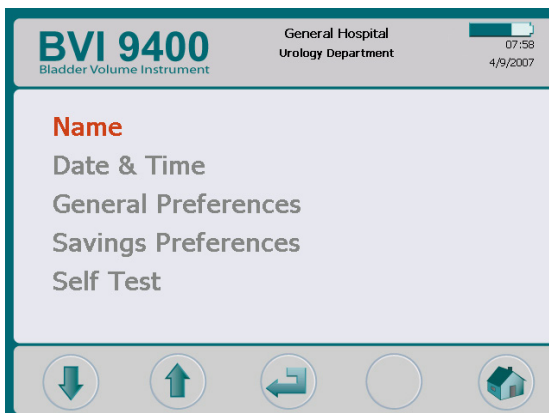 BVI 9400
Bladder Volume Instrument
General Hospital
Urology Department
07:58
4/9/2007
Name
Date & Time
General Preferences
Savings Preferences
Self Test